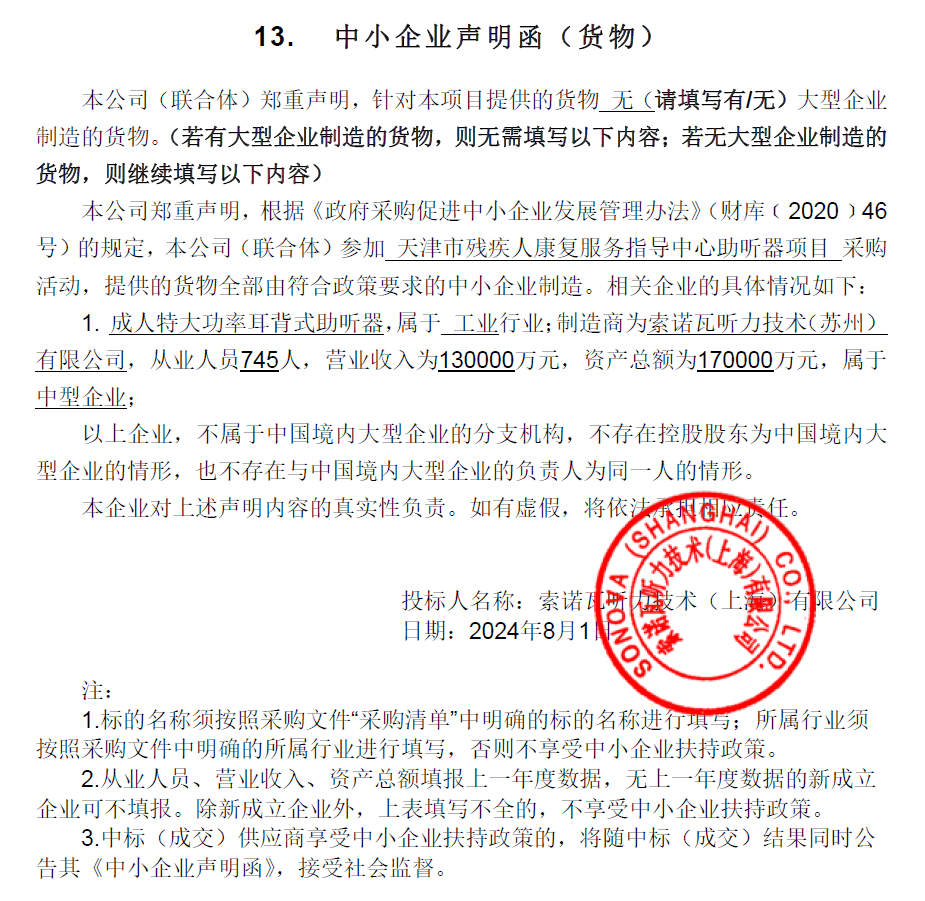 13. 中小企业声明函（货物）
本公司（联合体）郑重声明，针对本项目提供的货物 无（请填写有/无）大型企业
制造的货物。（若有大型企业制造的货物，则无需填写以下内容；若无大型企业制造的
货物，则继续填写以下内容）
本公司郑重声明，根据《政府采购促进中小企业发展管理办法》（财库﹝2020﹞46
号）的规定，本公司（联合体）参加 天津市残疾人康复服务指导中心助听器项目 采购
活动，提供的货物全部由符合政策要求的中小企业制造。相关企业的具体情况如下：
1. 成人特大功率耳背式助听器，属于 工业行业；制造商为索诺瓦听力技术（苏州）
有限公司，从业人员745人，营业收入为130000万元，资产总额为170000万元，属于
中型企业；
以上企业，不属于中国境内大型企业的分支机构，不存在控股股东为中国境内大
型企业的情形，也不存在与中国境内大型企业的负责人为同一人的情形。
本企业对上述声明内容的真实性负责。如有虚假，将依法承担相应责任。
投标人名称：索诺瓦听力技术（上海）有限公司
日期：2024年8月1日
SONOVA (SHANGHAI) CO., LTD.
索诺瓦听力技术(上海)有限公司
注：
1.标的名称须按照采购文件“采购清单”中明确的标的名称进行填写；所属行业须
按照采购文件中明确的所属行业进行填写，否则不享受中小企业扶持政策。
2.从业人员、营业收入、资产总额填报上一年度数据，无上一年度数据的新成立
企业可不填报。除新成立企业外，上表填写不全的，不享受中小企业扶持政策。
3.中标（成交）供应商享受中小企业扶持政策的，将随中标（成交）结果同时公
告其《中小企业声明函》，接受社会监督。